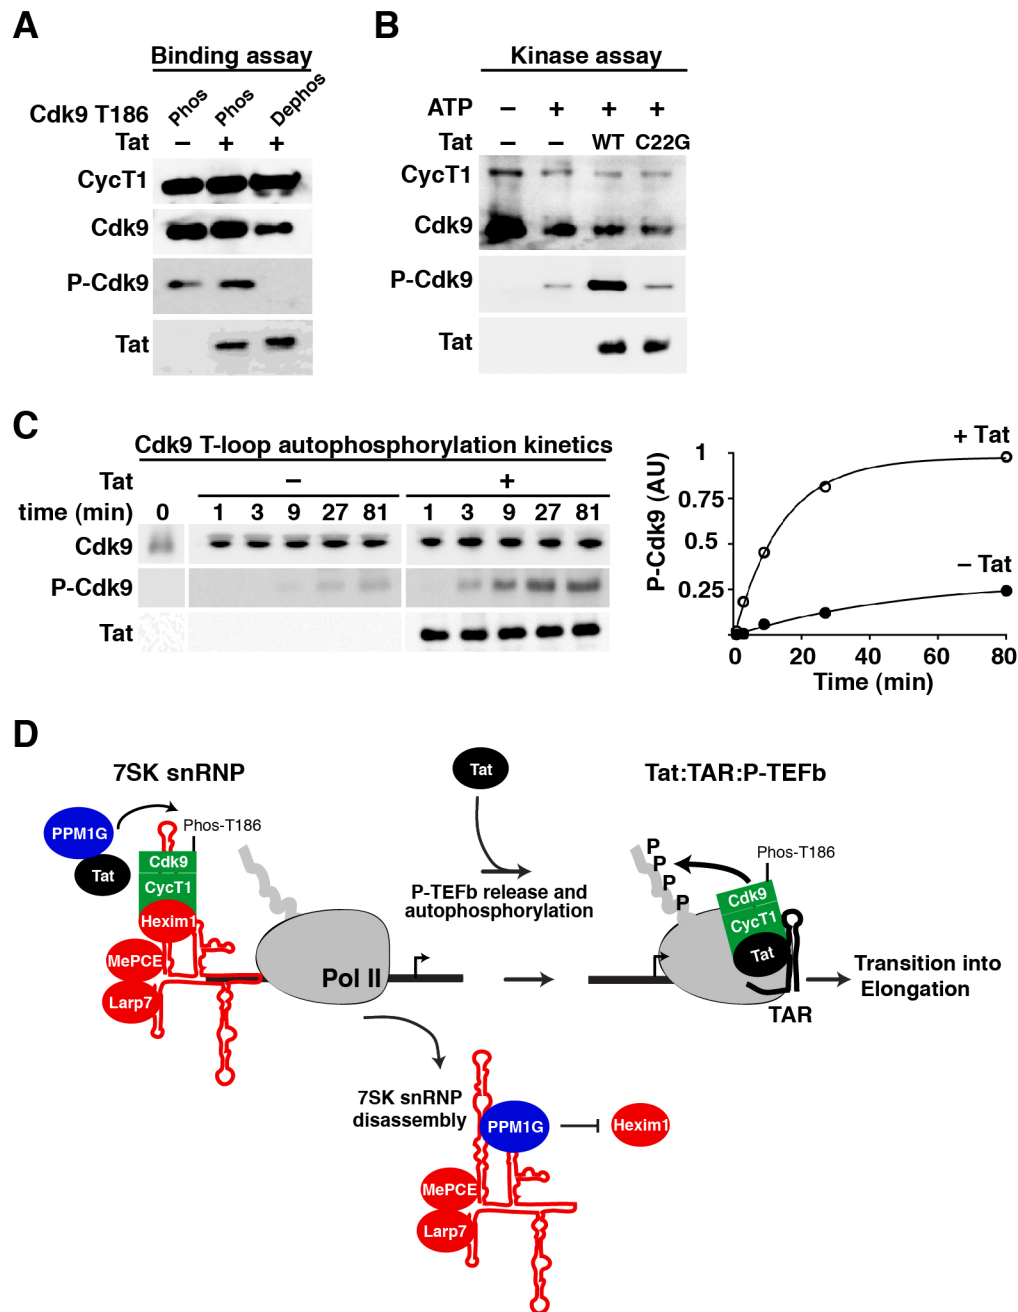 A
Binding assay
Cdk9 T186 Phos Phos Dephos
Tat – + +
CycT1
Cdk9
P-Cdk9
Tat
B
Kinase assay
ATP – + + +
Tat – – WT C22G
CycT1
Cdk9
P-Cdk9
Tat
C
Cdk9 T-loop autophosphorylation kinetics
Tat – +
time (min) 0 1 3 9 27 81 1 3 9 27 81
Cdk9
P-Cdk9
Tat
P-Cdk9 (AU)
1
0.75
0.5
0.25
+ Tat
– Tat
0 20 40 60 80
Time (min)
D
7SK snRNP
PPM1G
Tat
Phos-T186
Cdk9
CycT1
Hexim1
MePCE
Larp7
Pol II
Tat
P-TEFb release and
autophosphorylation
Tat:TAR:P-TEFb
P
P
P
P
Phos-T186
Cdk9
CycT1
Tat
TAR
Transition into
Elongation
7SK snRNP
disassembly
PPM1G
Hexim1
MePCE
Larp7